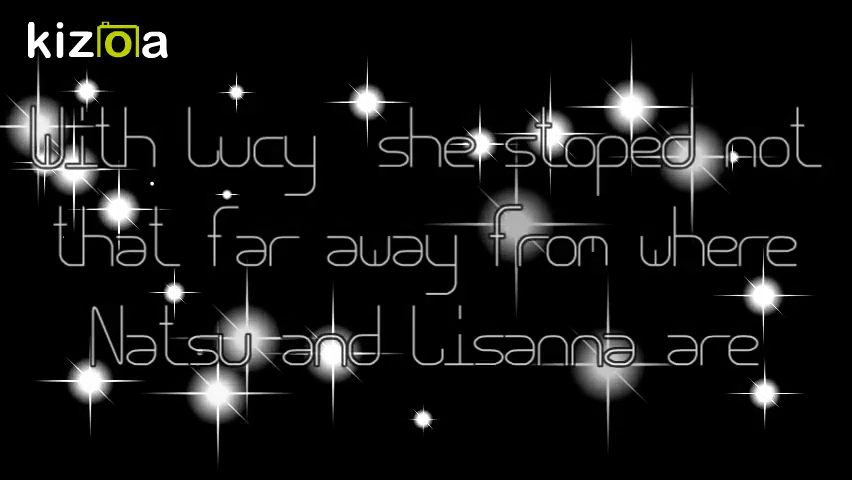 kizoa
With Lucy she stoped not
that far away from where
Natsu and Lisanna are